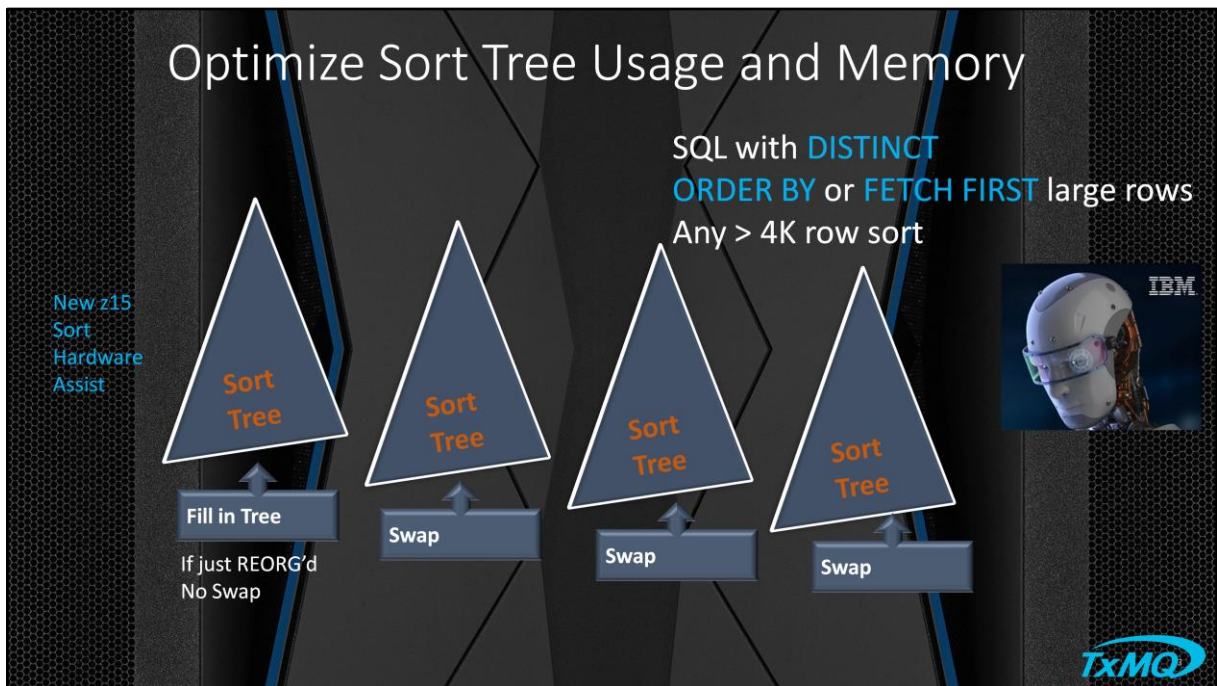 Optimize Sort Tree Usage and Memory
SQL with DISTINCT
ORDER BY or FETCH FIRST large rows
Any > 4K row sort
IBM
New z15
Sort
Hardware
Assist
Sort
Tree
Sort
Tree
Sort
Tree
Sort
Tree
Fill in Tree
Swap
Swap
Swap
If just REORG'd
No Swap
TxMQ